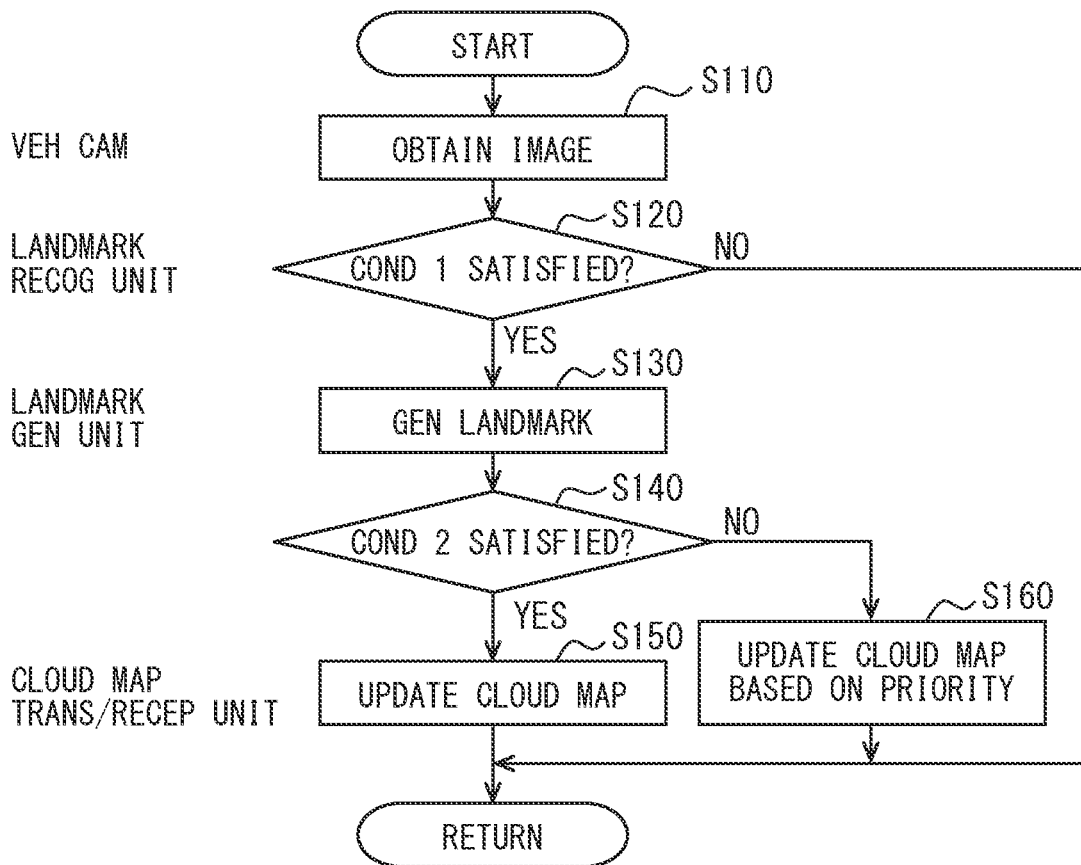 START
S110
VEH CAM
OBTAIN IMAGE
S120
LANDMARK
RECOG UNIT
COND 1 SATISFIED?
NO
YES
S130
LANDMARK
GEN UNIT
GEN LANDMARK
S140
COND 2 SATISFIED?
NO
YES
S150
S160
CLOUD MAP
TRANS/RECEP UNIT
UPDATE CLOUD MAP
UPDATE CLOUD MAP
BASED ON PRIORITY
RETURN